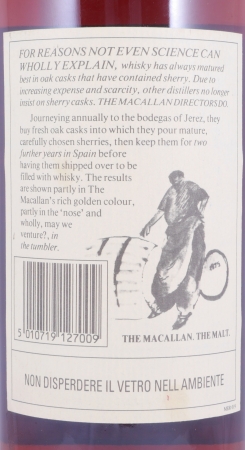 FOR REASONS NOT EVEN SCIENCE CAN
WHOLLY EXPLAIN, whisky has always matured
best in oak casks that have contained sherry. Due to
increasing expense and scarcity, other distillers no longer
insist on sherry casks. THE MACALLAN DIRECTORS DO.
Journeying annually to the bodegas of Jerez, they
buy fresh oak casks into which they pour mature,
carefully chosen sherries, then keep them for two
further years in Spain before
having them shipped over to be
filled with whisky. The results
are shown partly in The
Macallan's rich golden colour,
partly in the 'nose' and
wholly, may we
venture?, in
the tambler.
5 010719 127009
THE MACALLAN. THE MALT.
NON DISPERDERE IL VETRO NELL AMBIENTE